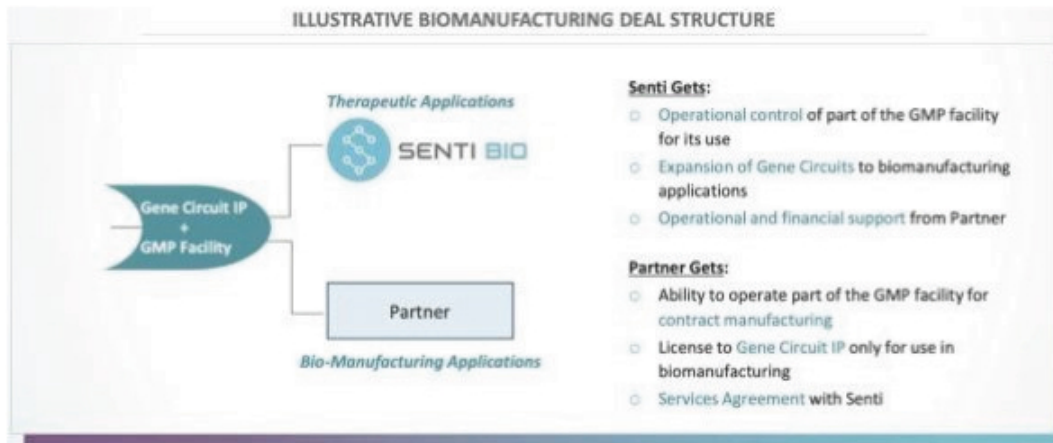 ILLUSTRATIVE BIOMANUFACTURING DEAL STRUCTURE
Therapeutic Applications
SENTI BIO
Gene Circuit IP
+
GMP Facility
Partner
Bio-Manufacturing Applications
Senti Gets:
Operational control of part of the GMP facility
for its use
Expansion of Gene Circuits to biomanufacturing
applications
Operational and financial support from Partner
Partner Gets:
Ability to operate part of the GMP facility for
contract manufacturing
License to Gene Circuit IP only for use in
biomanufacturing
Services Agreement with Senti